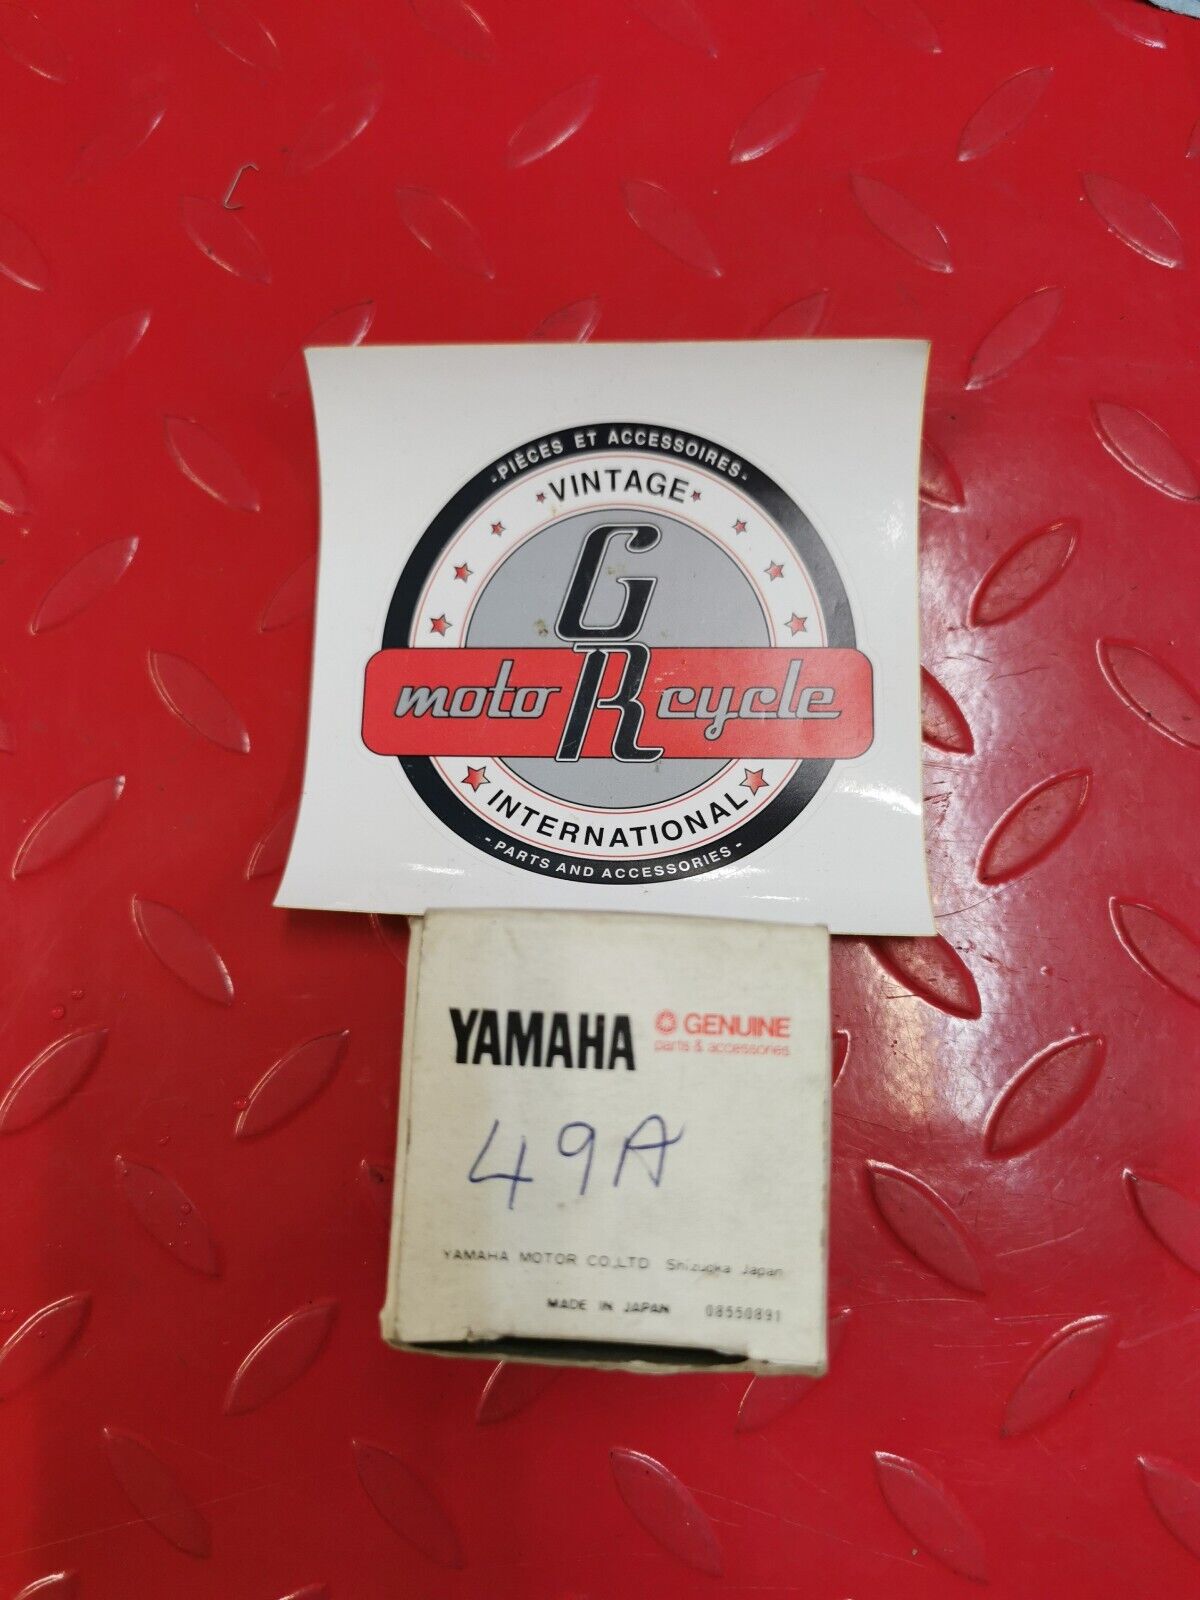 -PIÈCES ET ACCESSOIRES-
VINTAGE
GR
moto cycle
INTERNATIONAL
- PARTS AND ACCESSORIES -
YAMAHA GENUINE
parts & accessories
49A
YAMAHA MOTOR CO.,LTD Shizuoka Japan
MADE IN JAPAN 08550891